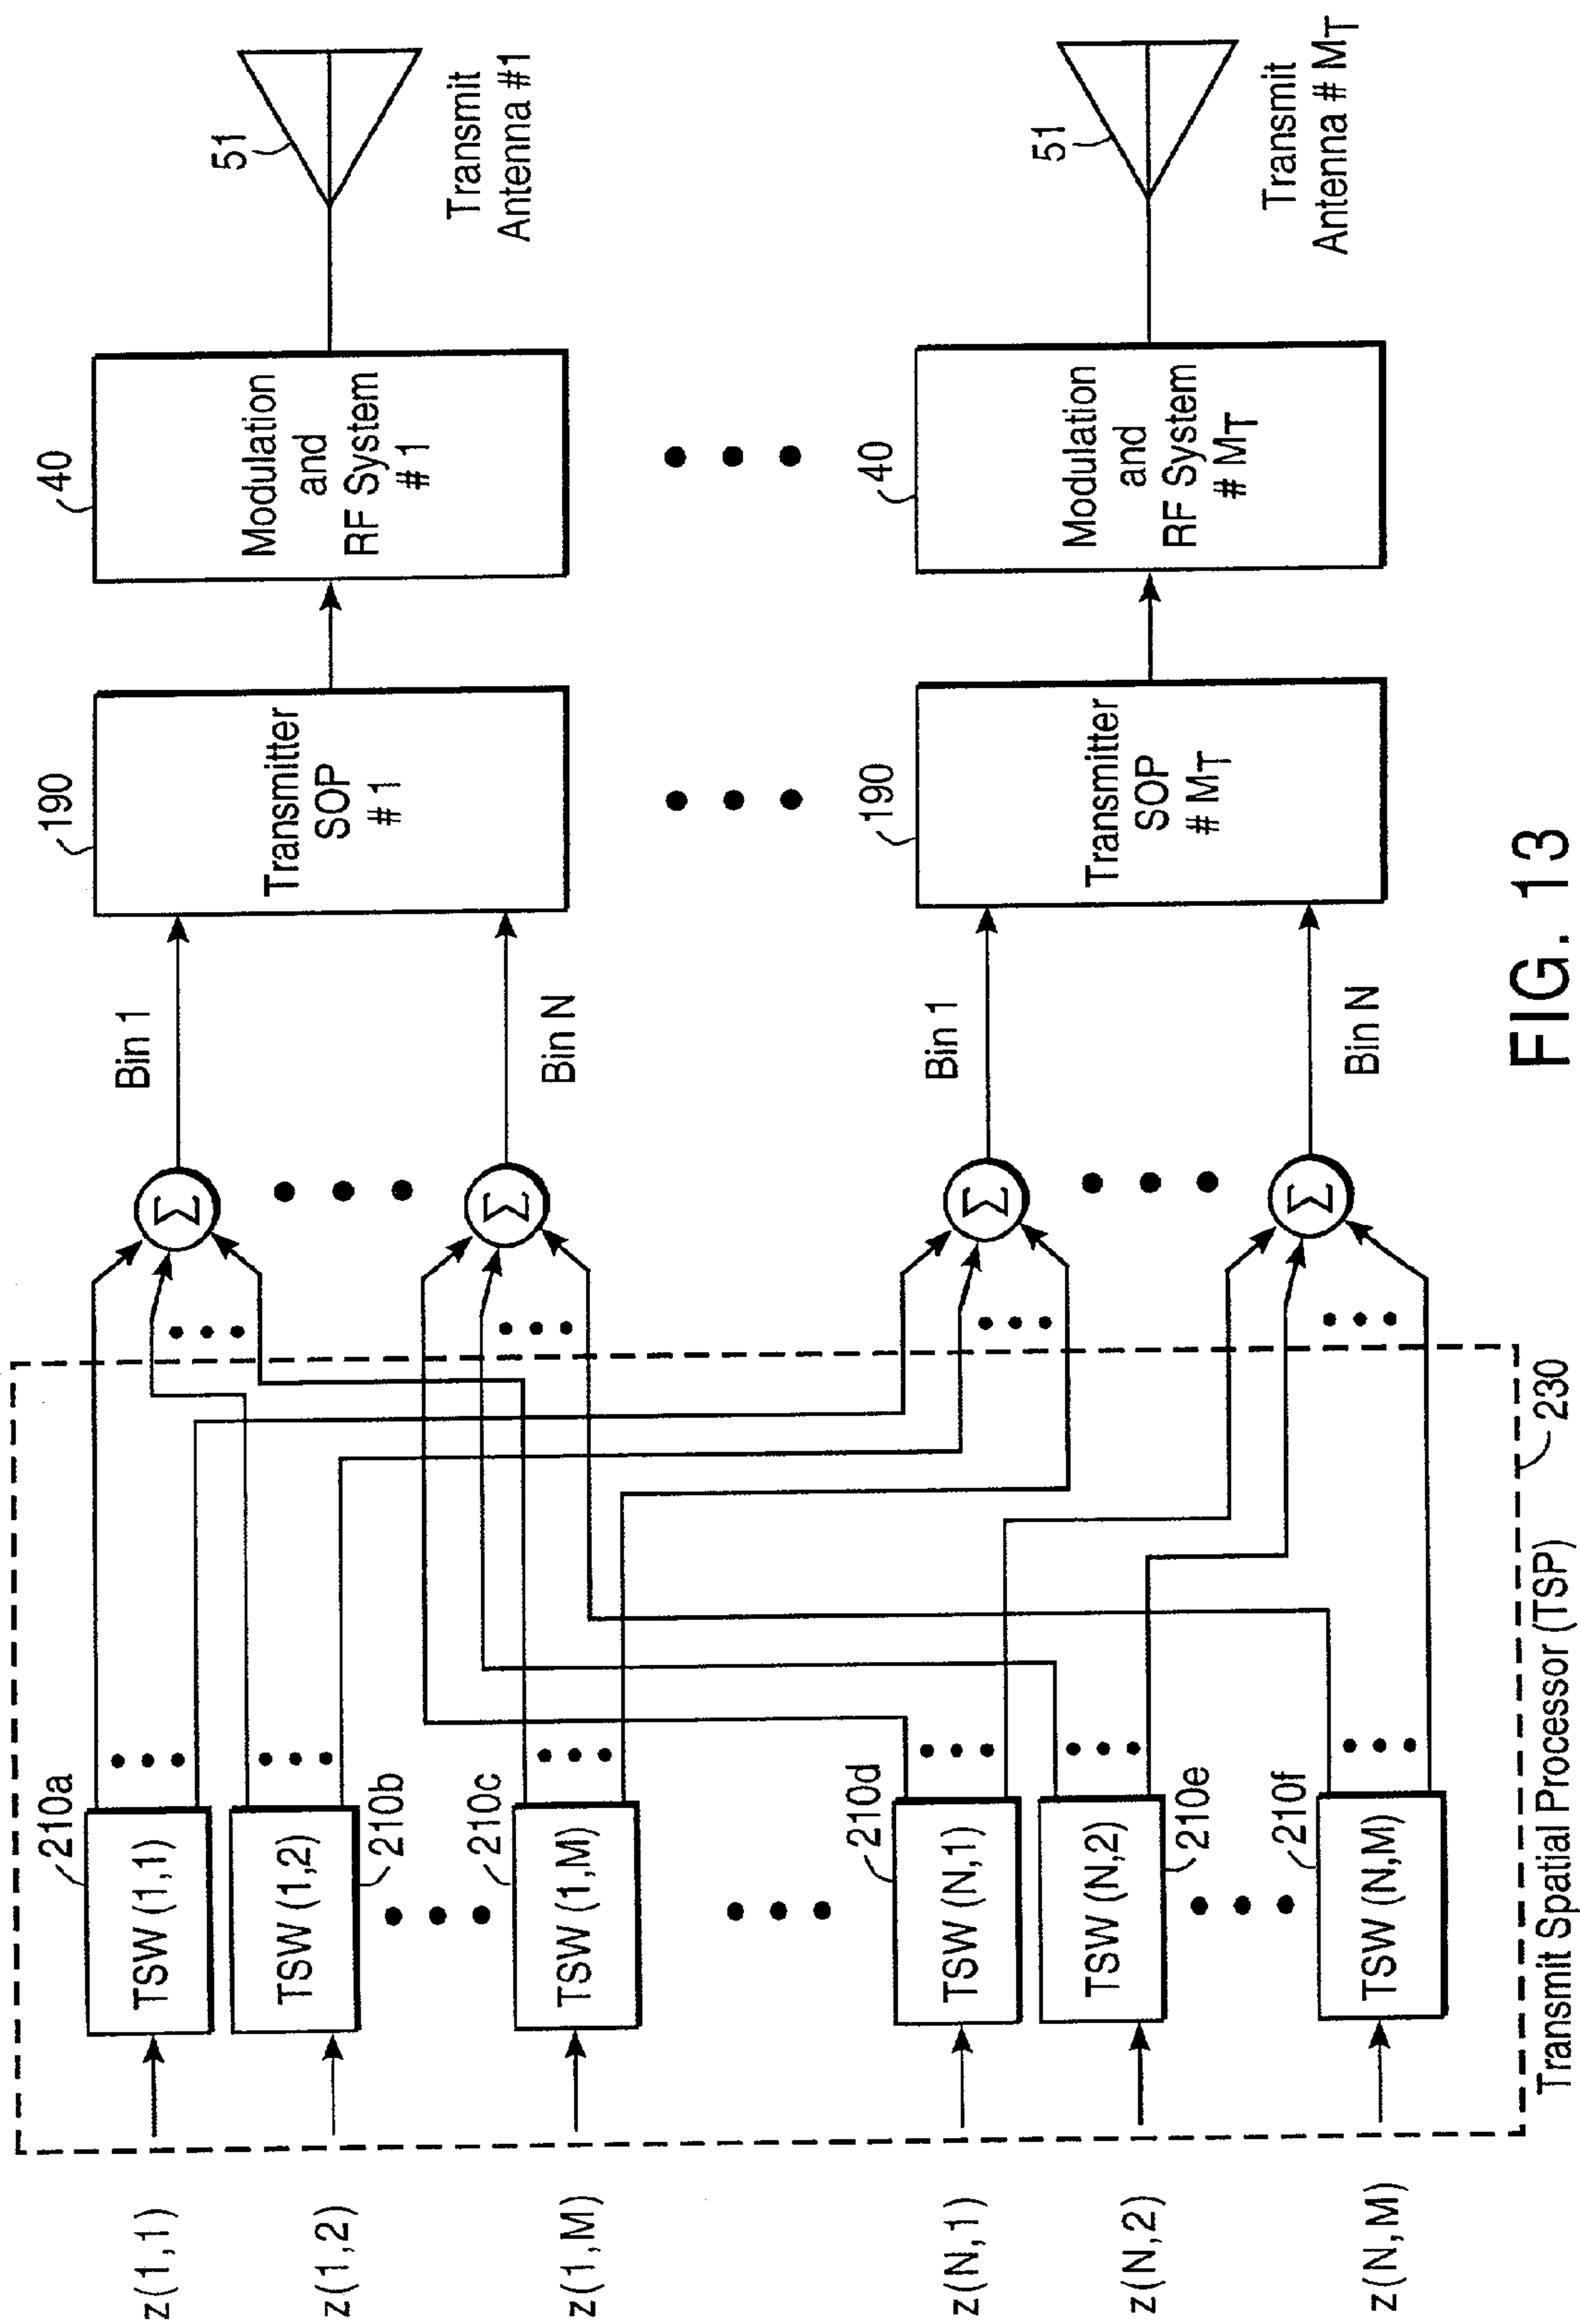 z(1,1)
z(1,2)
z(1,M)
z(N,1)
z(N,2)
z(N,M)
210a
TSW (1,1)
TSW (1,2)
210b
210c
TSW (1,M)
210d
TSW (N,1)
TSW (N,2)
210e
210f
TSW (N,M)
Transmit Spatial Processor (TSP)
230
Σ
Σ
Σ
Σ
Bin 1
Bin N
Bin 1
Bin N
190
Transmitter
SOP
# 1
190
Transmitter
SOP
# MT
40
Modulation
and
RF System
# 1
40
Modulation
and
RF System
# MT
51
Transmit
Antenna #1
51
Transmit
Antenna # MT
FIG. 13